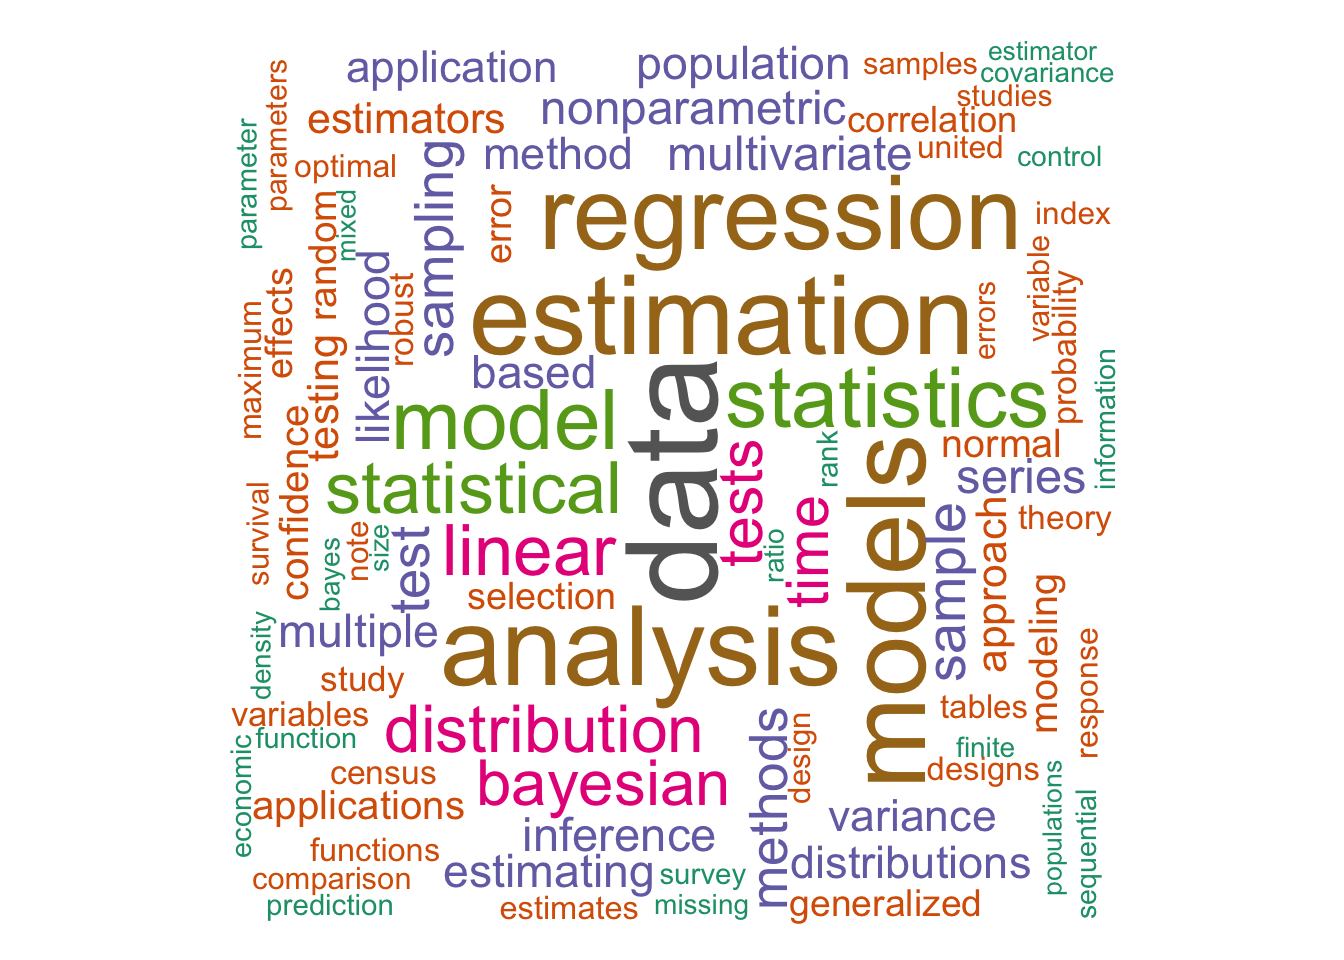 application
population
samples
estimator
covariance
studies
parameters
estimators
nonparametric
correlation
parameter
optimal
sampling
method
multivariate
united
control
mixed
random
error
regression
index
likelihood
robust
effects
maximum
testing
estimation
errors
variable
probability
based
data
statistics
information
model
confidence
tests
rank
models
normal
series
statistical
survival
bayes
note
size
test
linear
ratio
time
sample
approach
theory
selection
density
multiple
analysis
modeling
response
study
variables
function
distribution
methods
design
tables
finite
designs
economic
census
bayesian
applications
populations
sequential
inference
variance
functions
estimating
survey
distributions
comparison
prediction
estimates
missing
generalized